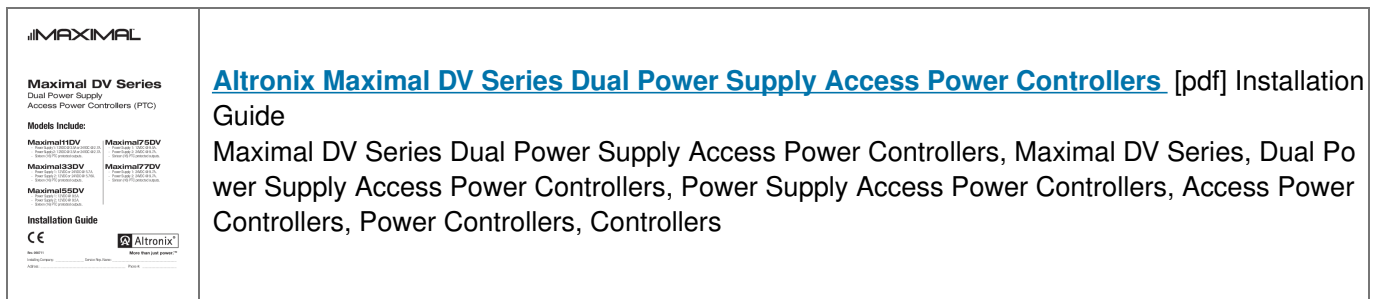 MAXIMAL
Maximal DV Series
Dual Power Supply
Access Power Controllers (PTC)
Models Include:
Maximal11DV
Maximal75DV
Maximal33DV
Maximal77DV
Maximal55DV
Installation Guide
CE
Altronix
More than just power.™
Altronix Maximal DV Series Dual Power Supply Access Power Controllers [pdf] Installation
Guide
Maximal DV Series Dual Power Supply Access Power Controllers, Maximal DV Series, Dual Po
wer Supply Access Power Controllers, Power Supply Access Power Controllers, Access Power
Controllers, Power Controllers, Controllers